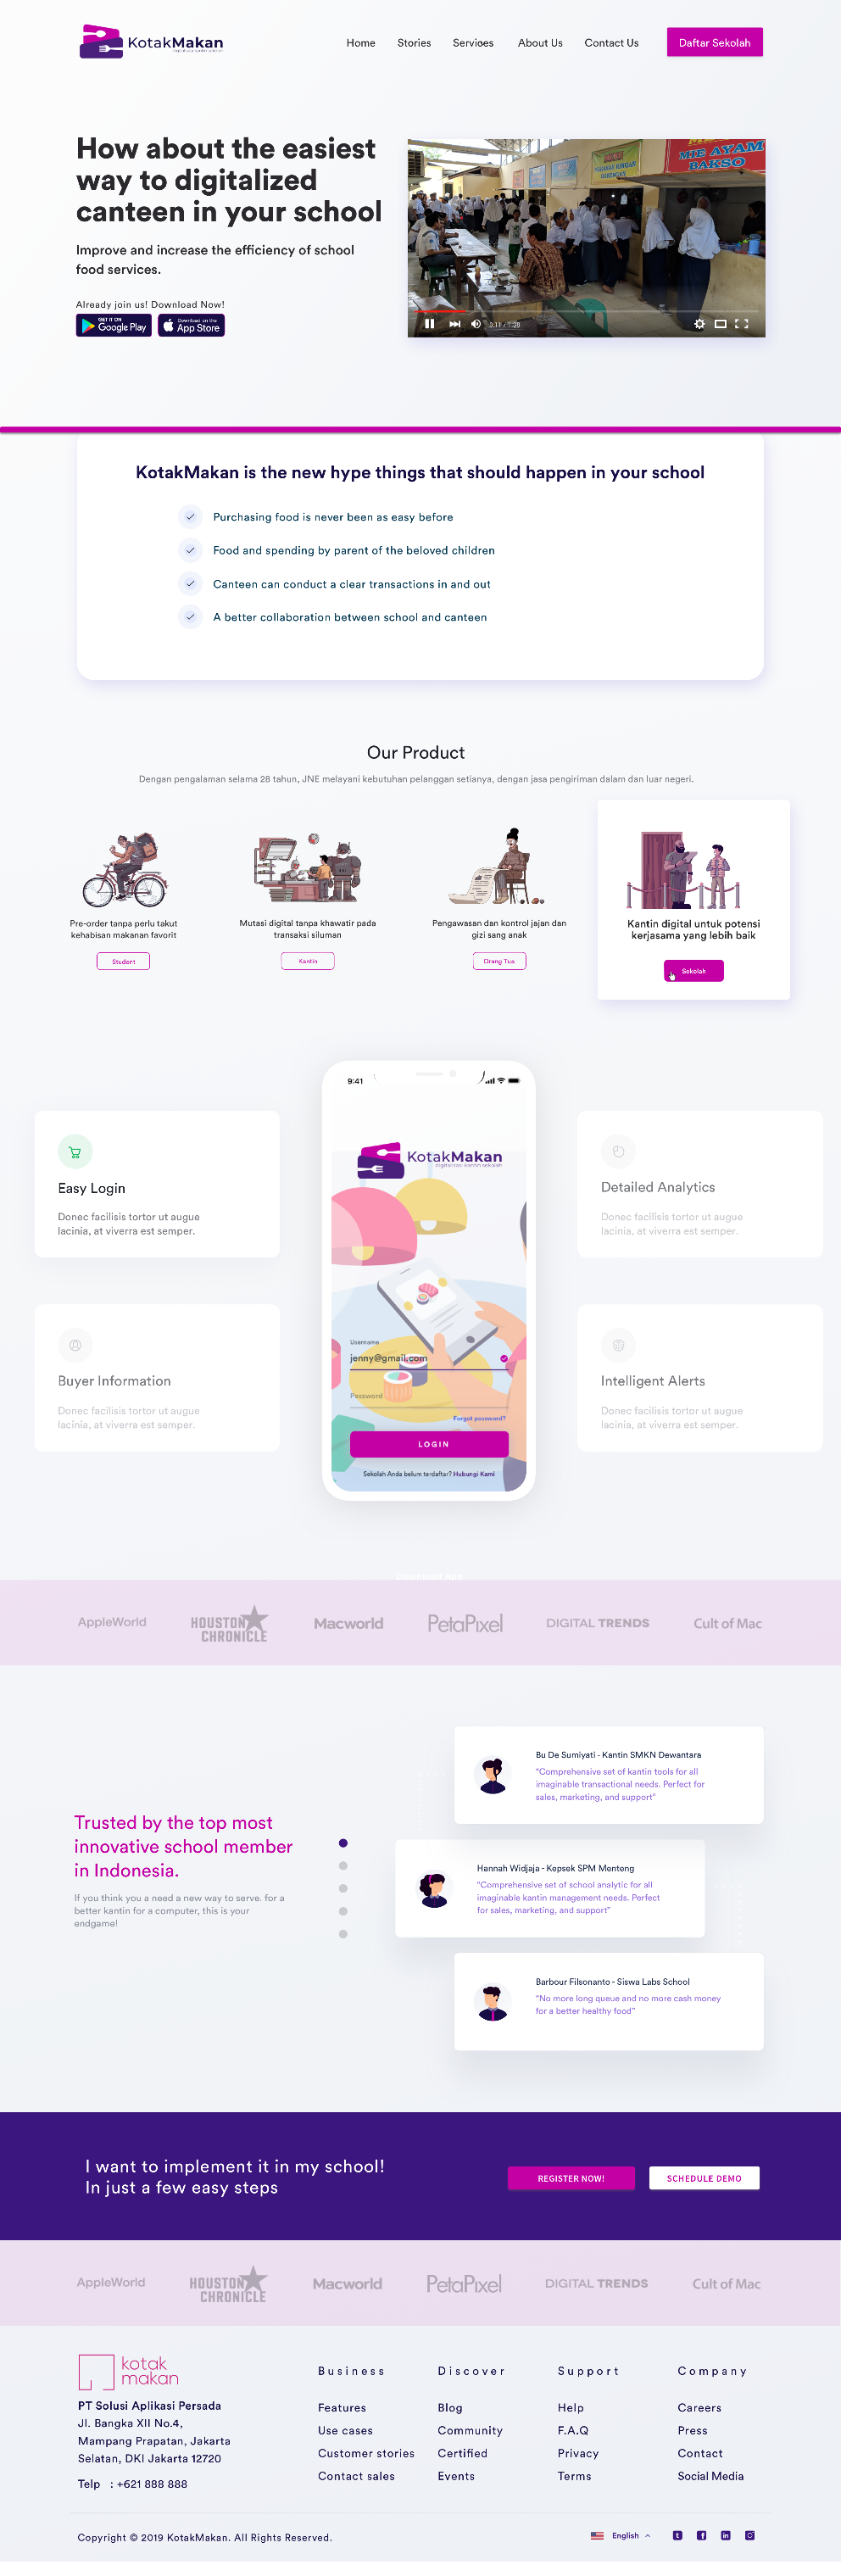 KotakMakan
Home Stories Services About Us Contact Us Daftar Sekolah
How about the easiest
way to digitalized
canteen in your school
Improve and increase the efficiency of school
food services.
Already join us! Download Now!
GET IT ON
Google Play
Download on the
App Store
MIE AYAM
BAKSO
0:11 / 1:28
KotakMakan is the new hype things that should happen in your school
Purchasing food is never been as easy before
Food and spending by parent of the beloved children
Canteen can conduct a clear transactions in and out
A better collaboration between school and canteen
Our Product
Dengan pengalaman selama 28 tahun, JNE melayani kebutuhan pelanggan setianya, dengan jasa pengiriman dalam dan luar negeri.
Pre-order tanpa perlu takut
kehabisan makanan favorit
Student
Mutasi digital tanpa khawatir pada
transaksi siluman
Kantin
Pengawasan dan kontrol jajan dan
gizi sang anak
Orang Tua
Kantin digital untuk potensi
kerjasama yang lebih baik
Sekolah
Easy Login
Donec facilisis tortor ut augue
lacinia, at viverra est semper.
Buyer Information
Donec facilisis tortor ut augue
lacinia, at viverra est semper.
9:41
KotakMakan
digitalisasi kantin sekolah
Username
jenny@gmail.com
Password
Forgot password?
LOGIN
Sekolah Anda belum terdaftar? Hubungi Kami
Detailed Analytics
Donec facilisis tortor ut augue
lacinia, at viverra est semper.
Intelligent Alerts
Donec facilisis tortor ut augue
lacinia, at viverra est semper.
AppleWorld HOUSTON CHRONICLE Macworld PetaPixel DIGITAL TRENDS Cult of Mac
Trusted by the top most
innovative school member
in Indonesia.
If you think you a need a new way to serve. for a
better kantin for a computer, this is your
endgame!
Bu De Sumiyati - Kantin SMKN Dewantara
"Comprehensive set of kantin tools for all
imaginable transactional needs. Perfect for
sales, marketing, and support"
Hannah Widjaja - Kepsek SPM Menteng
"Comprehensive set of school analytic for all
imaginable kantin management needs. Perfect
for sales, marketing, and support"
Barbour Filsonanto - Siswa Labs School
"No more long queue and no more cash money
for a better healthy food"
I want to implement it in my school!
In just a few easy steps
REGISTER NOW!
SCHEDULE DEMO
AppleWorld HOUSTON CHRONICLE Macworld PetaPixel DIGITAL TRENDS Cult of Mac
kotak
makan
PT Solusi Aplikasi Persada
Jl. Bangka XII No.4,
Mampang Prapatan, Jakarta
Selatan, DKI Jakarta 12720
Telp : +621 888 888
Business
Features
Use cases
Customer stories
Contact sales
Discover
Blog
Community
Certified
Events
Support
Help
F.A.Q
Privacy
Terms
Company
Careers
Press
Contact
Social Media
Copyright © 2019 KotakMakan. All Rights Reserved.
English